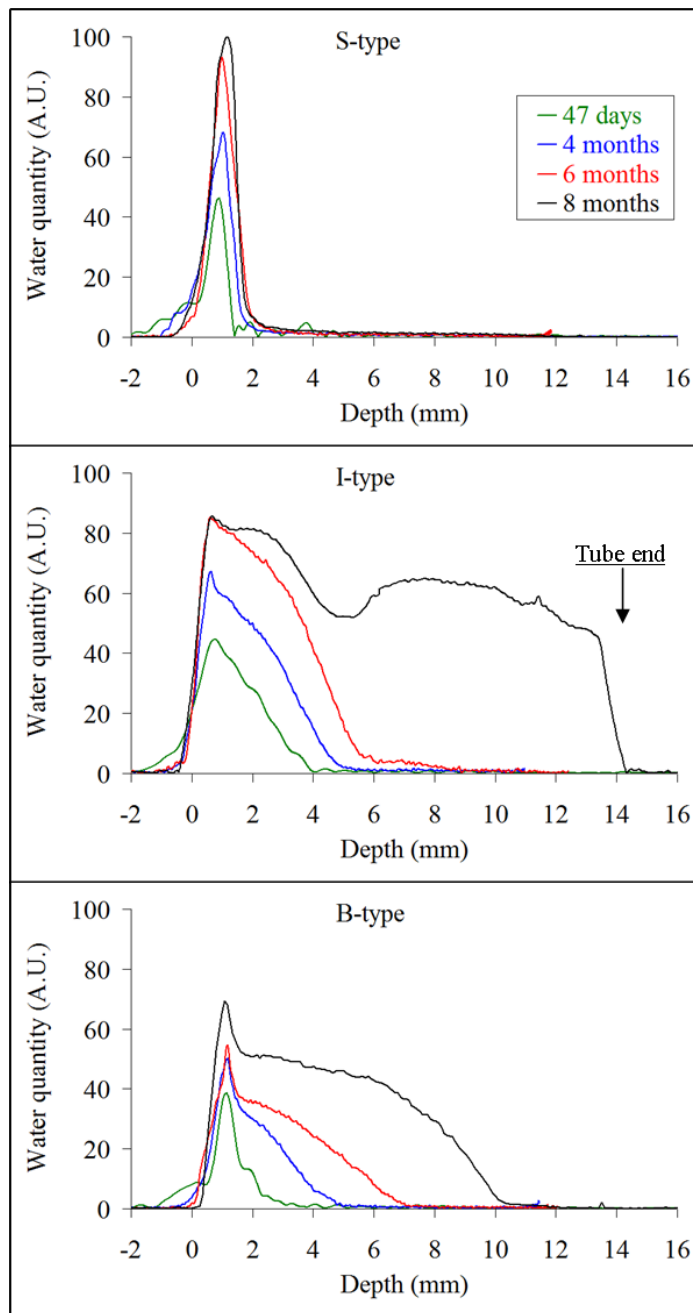 S-type
100
80
60
40
20
0
Water quantity (A.U.)
47 days
4 months
6 months
8 months
-2 0 2 4 6 8 10 12 14 16
Depth (mm)
I-type
100
80
60
40
20
0
Water quantity (A.U.)
Tube end
-2 0 2 4 6 8 10 12 14 16
Depth (mm)
B-type
100
80
60
40
20
0
Water quantity (A.U.)
-2 0 2 4 6 8 10 12 14 16
Depth (mm)